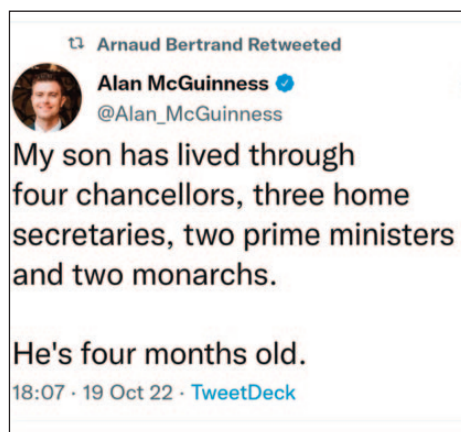 Arnaud Bertrand Retweeted
Alan McGuinness
@Alan_McGuinness
My son has lived through
four chancellors, three home
secretaries, two prime ministers
and two monarchs.
He's four months old.
18:07 · 19 Oct 22 · TweetDeck